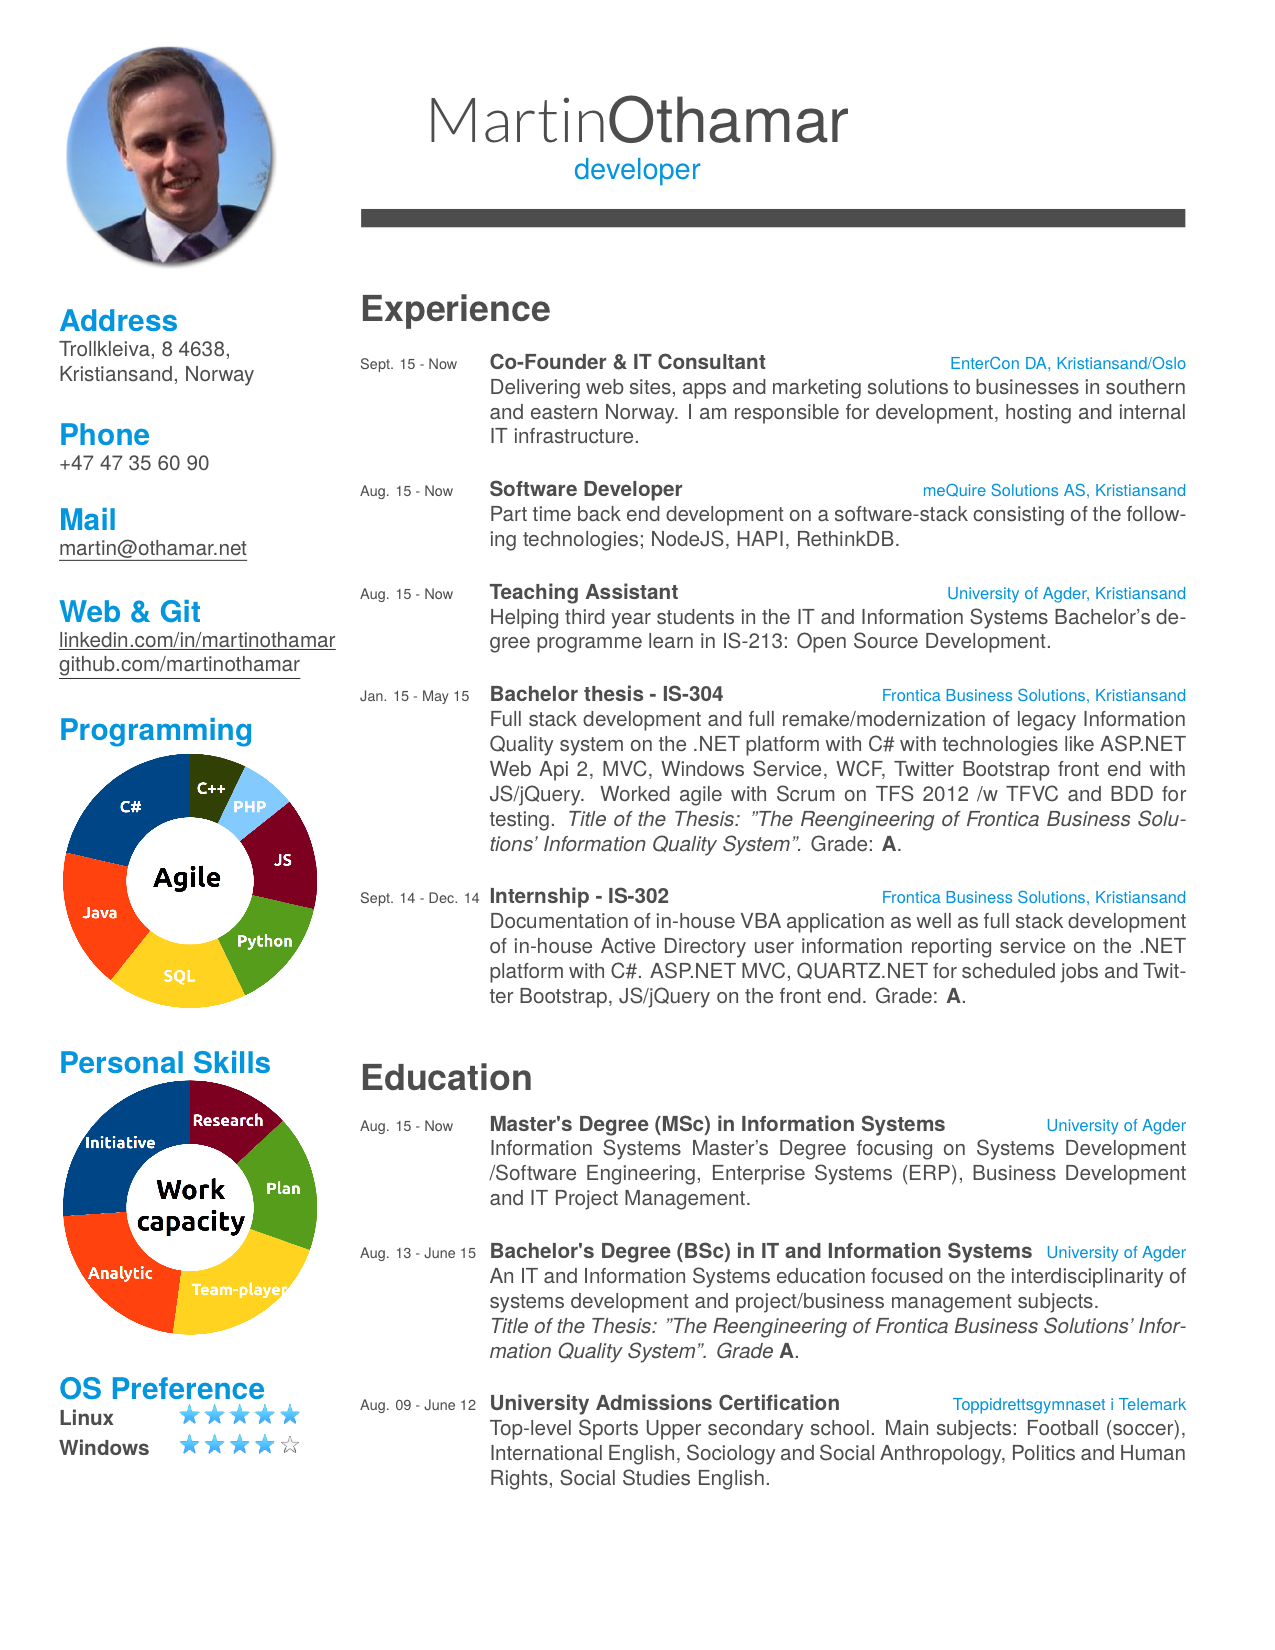 MartinOthamar
developer
Address
Trollkleiva, 8 4638,
Kristiansand, Norway
Phone
+47 47 35 60 90
Mail
martin@othamar.net
Web & Git
linkedin.com/in/martinothamar
github.com/martinothamar
Programming
C++
PHP
C#
JS
Agile
Java
Python
SQL
Personal Skills
Research
Initiative
Plan
Work
capacity
Analytic
Team-player
OS Preference
Linux
Windows
Experience
Sept. 15 - Now Co-Founder & IT Consultant EnterCon DA, Kristiansand/Oslo
Delivering web sites, apps and marketing solutions to businesses in southern
and eastern Norway. I am responsible for development, hosting and internal
IT infrastructure.
Aug. 15 - Now Software Developer meQuire Solutions AS, Kristiansand
Part time back end development on a software-stack consisting of the follow-
ing technologies; NodeJS, HAPI, RethinkDB.
Aug. 15 - Now Teaching Assistant University of Agder, Kristiansand
Helping third year students in the IT and Information Systems Bachelor's de-
gree programme learn in IS-213: Open Source Development.
Jan. 15 - May 15 Bachelor thesis - IS-304 Frontica Business Solutions, Kristiansand
Full stack development and full remake/modernization of legacy Information
Quality system on the .NET platform with C# with technologies like ASP.NET
Web Api 2, MVC, Windows Service, WCF, Twitter Bootstrap front end with
JS/jQuery. Worked agile with Scrum on TFS 2012 /w TFVC and BDD for
testing. Title of the Thesis: "The Reengineering of Frontica Business Solu-
tions' Information Quality System". Grade: A.
Sept. 14 - Dec. 14 Internship - IS-302 Frontica Business Solutions, Kristiansand
Documentation of in-house VBA application as well as full stack development
of in-house Active Directory user information reporting service on the .NET
platform with C#. ASP.NET MVC, QUARTZ.NET for scheduled jobs and Twit-
ter Bootstrap, JS/jQuery on the front end. Grade: A.
Education
Aug. 15 - Now Master's Degree (MSc) in Information Systems University of Agder
Information Systems Master's Degree focusing on Systems Development
/Software Engineering, Enterprise Systems (ERP), Business Development
and IT Project Management.
Aug. 13 - June 15 Bachelor's Degree (BSc) in IT and Information Systems University of Agder
An IT and Information Systems education focused on the interdisciplinarity of
systems development and project/business management subjects.
Title of the Thesis: "The Reengineering of Frontica Business Solutions' Infor-
mation Quality System". Grade A.
Aug. 09 - June 12 University Admissions Certification Toppidrettsgymnaset i Telemark
Top-level Sports Upper secondary school. Main subjects: Football (soccer),
International English, Sociology and Social Anthropology, Politics and Human
Rights, Social Studies English.